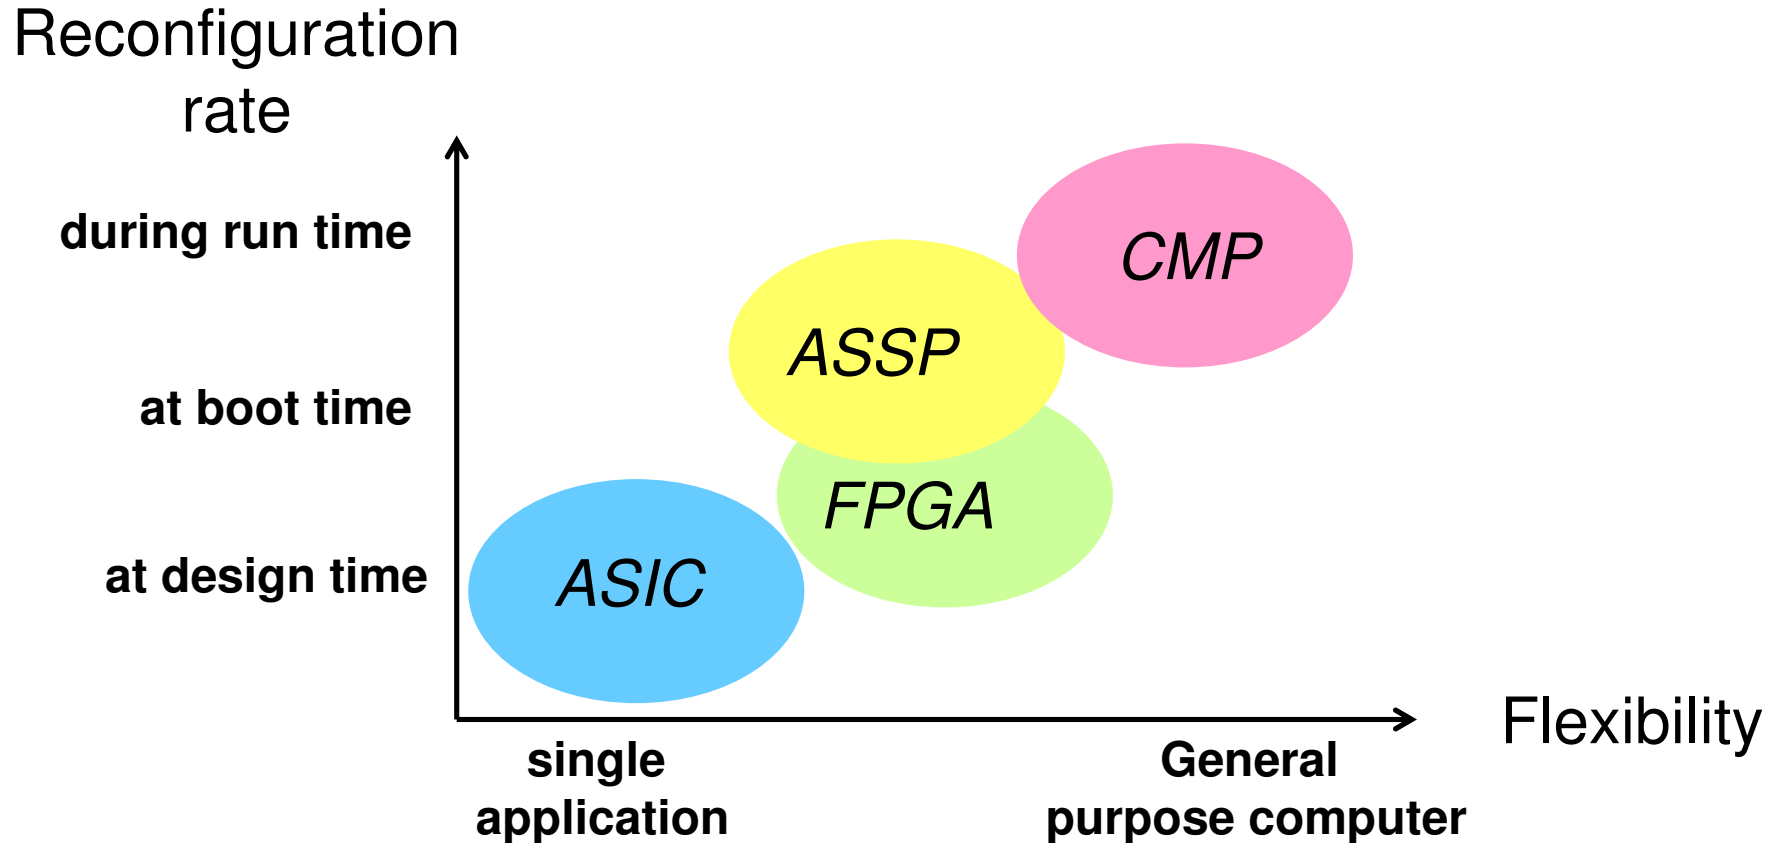 Reconfiguration
rate
during run time
CMP
ASSP
at boot time
FPGA
at design time
ASIC
Flexibility
single
application
General
purpose computer